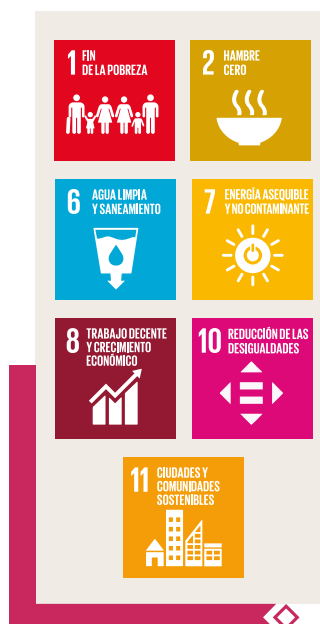 1 FIN
DE LA POBREZA
2 HAMBRE
CERO
6 AGUA LIMPIA
Y SANEAMIENTO
7 ENERGÍA ASEQUIBLE
Y NO CONTAMINANTE
8 TRABAJO DECENTE
Y CRECIMIENTO
ECONÓMICO
10 REDUCCIÓN DE LAS
DESIGUALDADES
11 CIUDADES Y
COMUNIDADES
SOSTENIBLES